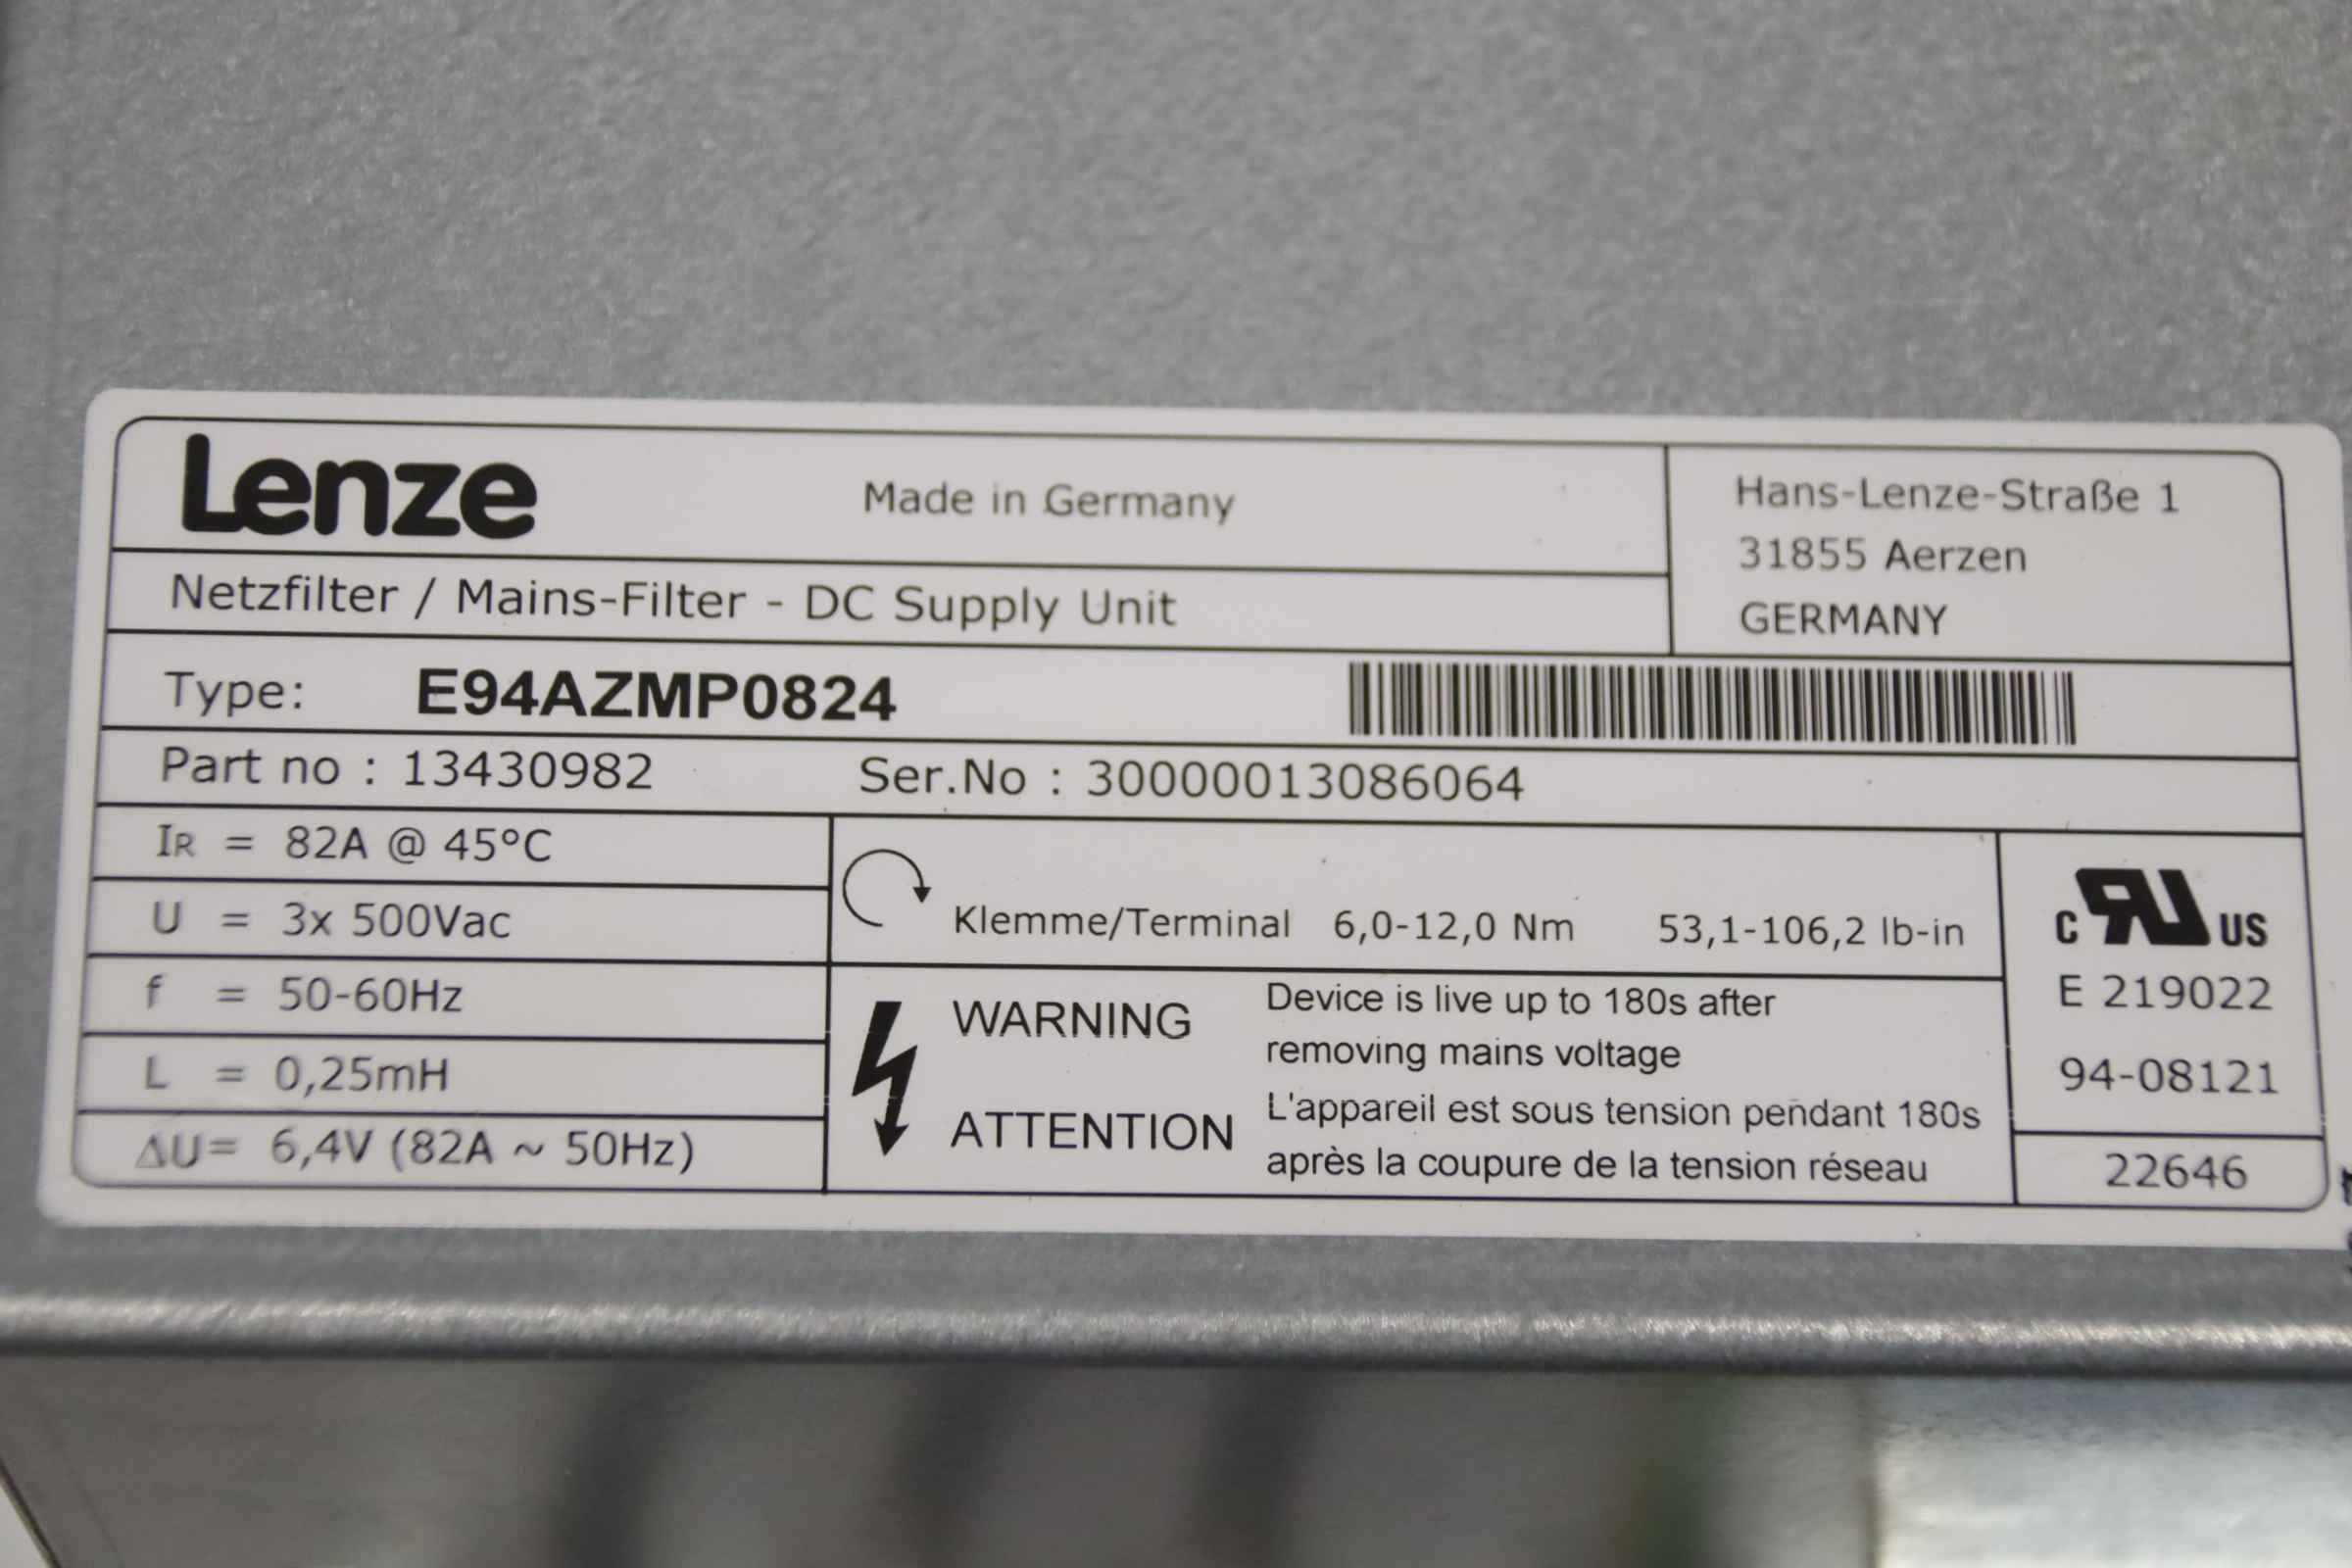 Lenze
Made in Germany
Hans-Lenze-Straße 1
31855 Aerzen
GERMANY
Netzfilter / Mains-Filter - DC Supply Unit
Type: E94AZMP0824
Part no : 13430982 Ser.No : 30000013086064
IR = 82A @ 45°C
U = 3x 500Vac
f = 50-60Hz
L = 0,25mH
ΔU= 6,4V (82A ~ 50Hz)
Klemme/Terminal 6,0-12,0 Nm 53,1-106,2 lb-in
WARNING
Device is live up to 180s after
removing mains voltage
ATTENTION
L'appareil est sous tension pendant 180s
après la coupure de la tension réseau
C RU US
E 219022
94-08121
22646